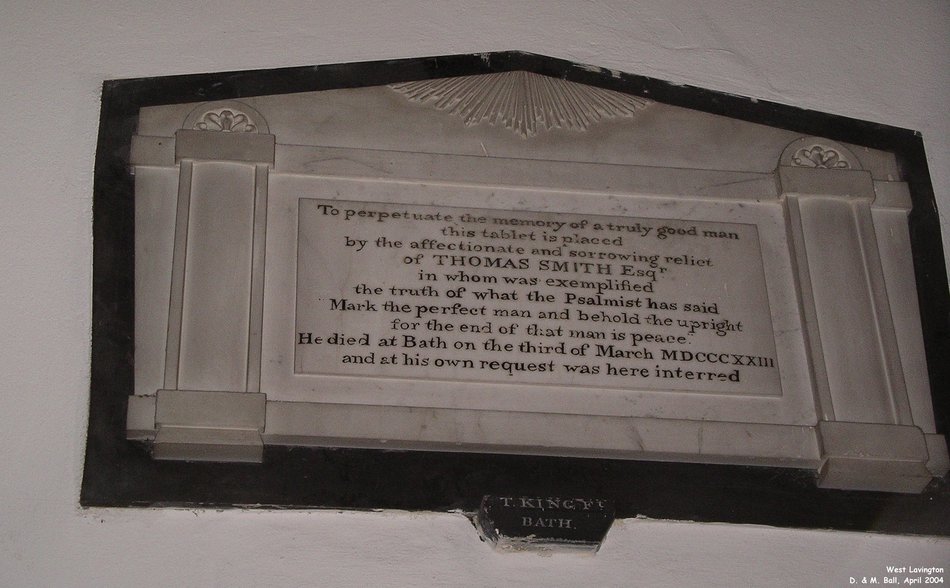 To perpetuate the memory of a truly good man
this tablet is placed
by the affectionate and sorrowing relict
of THOMAS SMITH Esqr
in whom was exemplified
the truth of what the Psalmist has said
Mark the perfect man and behold the upright
for the end of that man is peace.
He died at Bath on the third of March MDCCCXXIII
and at his own request was here interred
T. KING Ft
BATH.
West Lavington
D. & M. Ball, April 2004